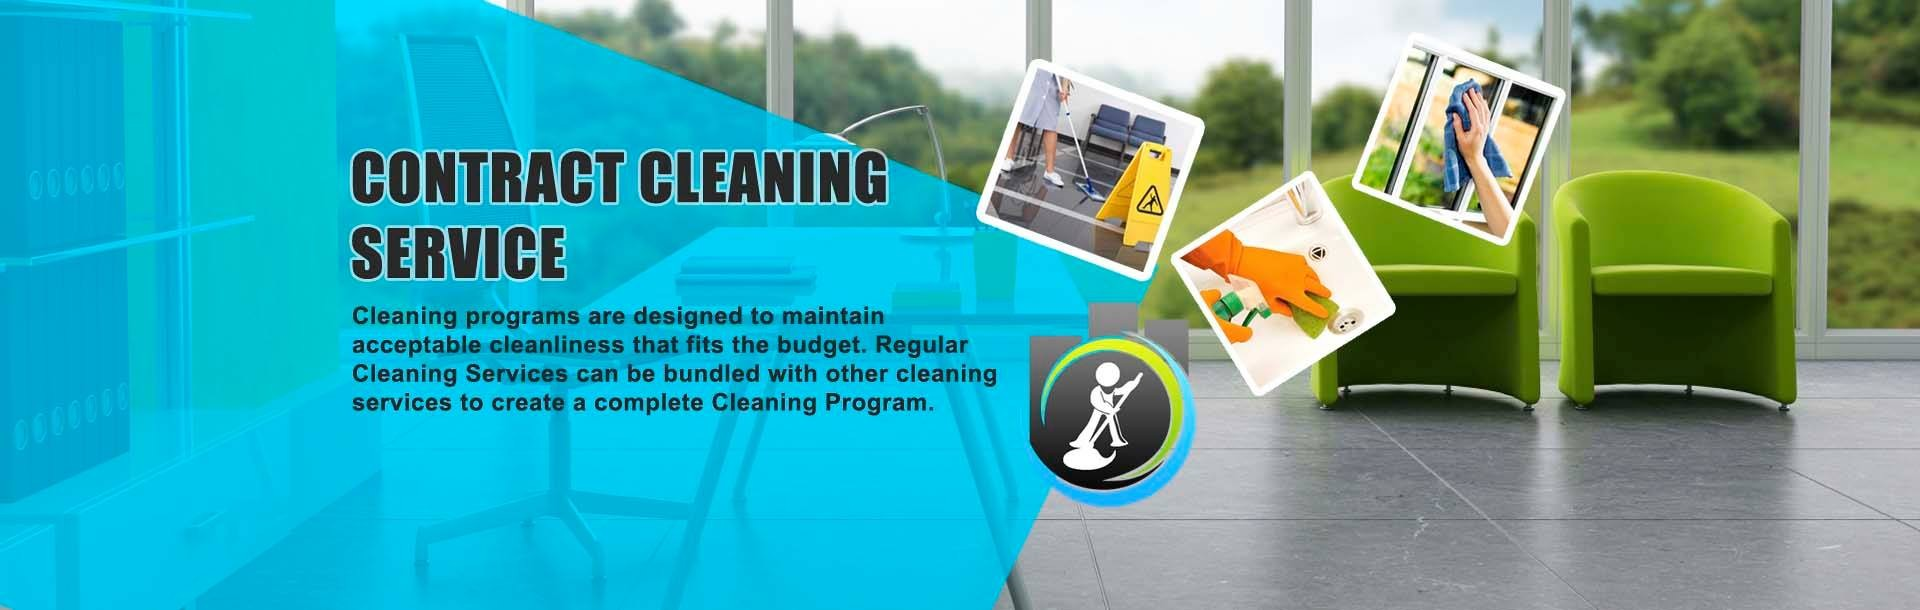 CONTRACT CLEANING
SERVICE
Cleaning programs are designed to maintain
acceptable cleanliness that fits the budget. Regular
Cleaning Services can be bundled with other cleaning
services to create a complete Cleaning Program.